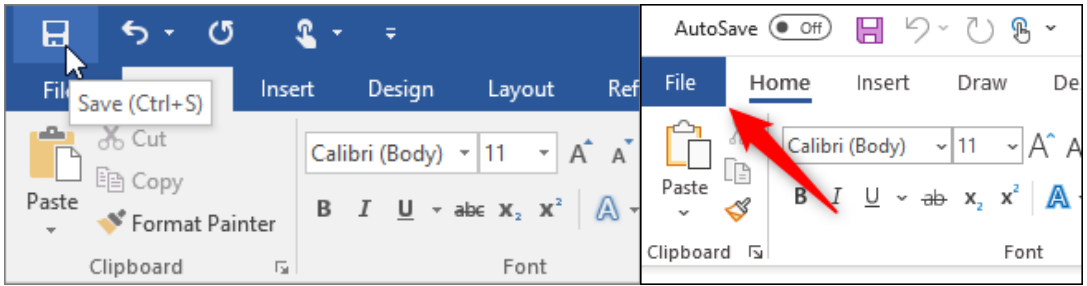 AutoSave Off
File Insert Design Layout Ref
File Home Insert Draw De
Save (Ctrl+S)
Cut
Copy
Paste
Format Painter
Clipboard
Calibri (Body) 11 A A
B I U abc X₂ X² A
Font
Paste
Clipboard
Calibri (Body) 11 A A
B I U ab X₂ X² A
Font